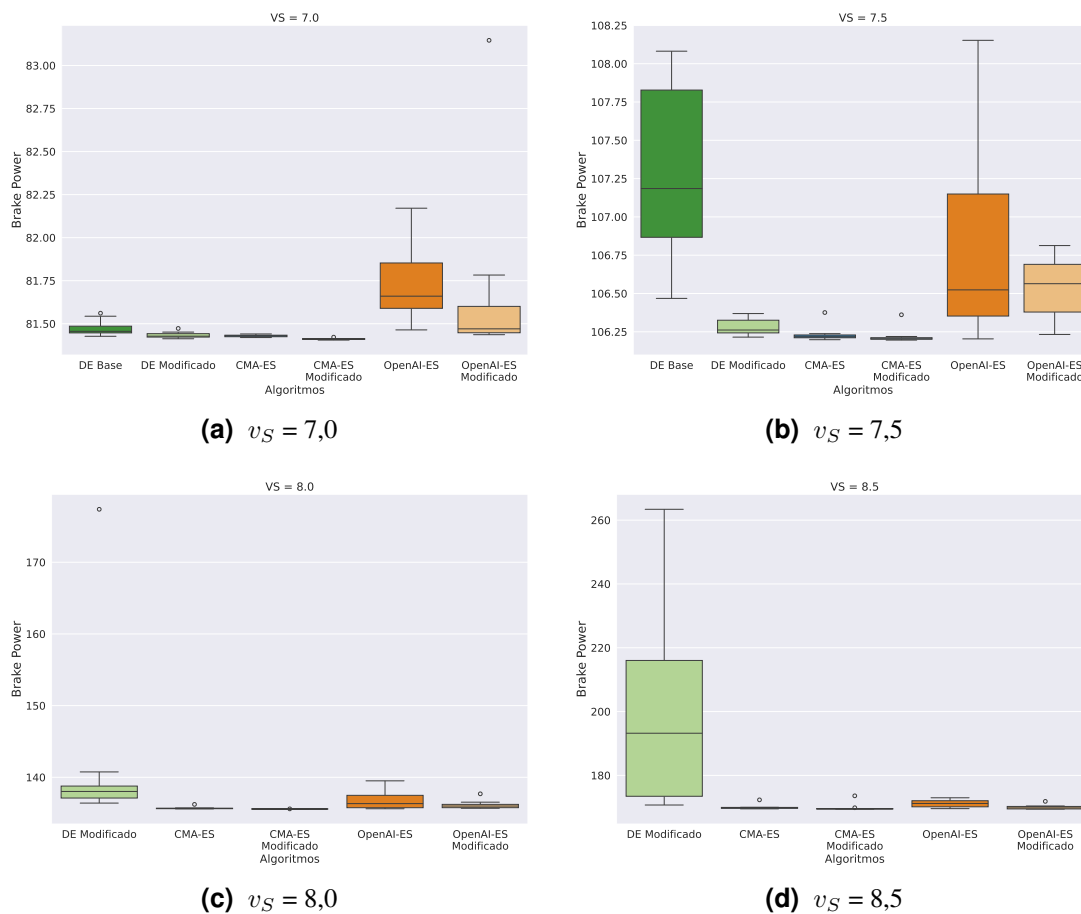 VS = 7.0
Brake Power
83.00
82.75
82.50
82.25
82.00
81.75
81.50
DE Base
DE Modificado
CMA-ES
CMA-ES
Modificado
OpenAI-ES
OpenAI-ES
Modificado
Algoritmos
(a) vS = 7,0
VS = 7.5
Brake Power
108.25
108.00
107.75
107.50
107.25
107.00
106.75
106.50
106.25
DE Base
DE Modificado
CMA-ES
CMA-ES
Modificado
OpenAI-ES
OpenAI-ES
Modificado
Algoritmos
(b) vS = 7,5
VS = 8.0
Brake Power
170
160
150
140
DE Modificado
CMA-ES
CMA-ES
Modificado
OpenAI-ES
OpenAI-ES
Modificado
Algoritmos
(c) vS = 8,0
VS = 8.5
Brake Power
260
240
220
200
180
DE Modificado
CMA-ES
CMA-ES
Modificado
OpenAI-ES
OpenAI-ES
Modificado
Algoritmos
(d) vS = 8,5